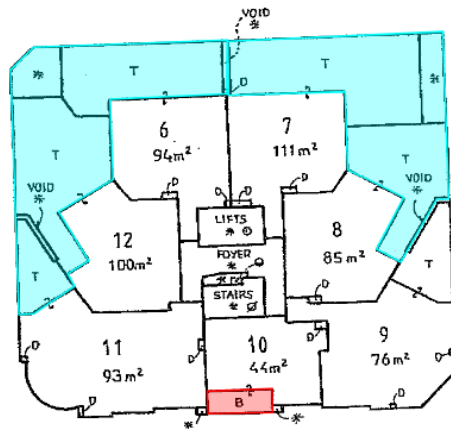 VOID
*
*
T
T
*
D
6
94m²
7
111m²
T
T
VOID
*
D
D
D
D
VOID
*
LIFTS
*
12
100m²
8
85m²
FOYER
*
T
T
STAIRS
*
11
93m²
10
44m²
9
76m²
D
D
D
D
D
D
B
*
*